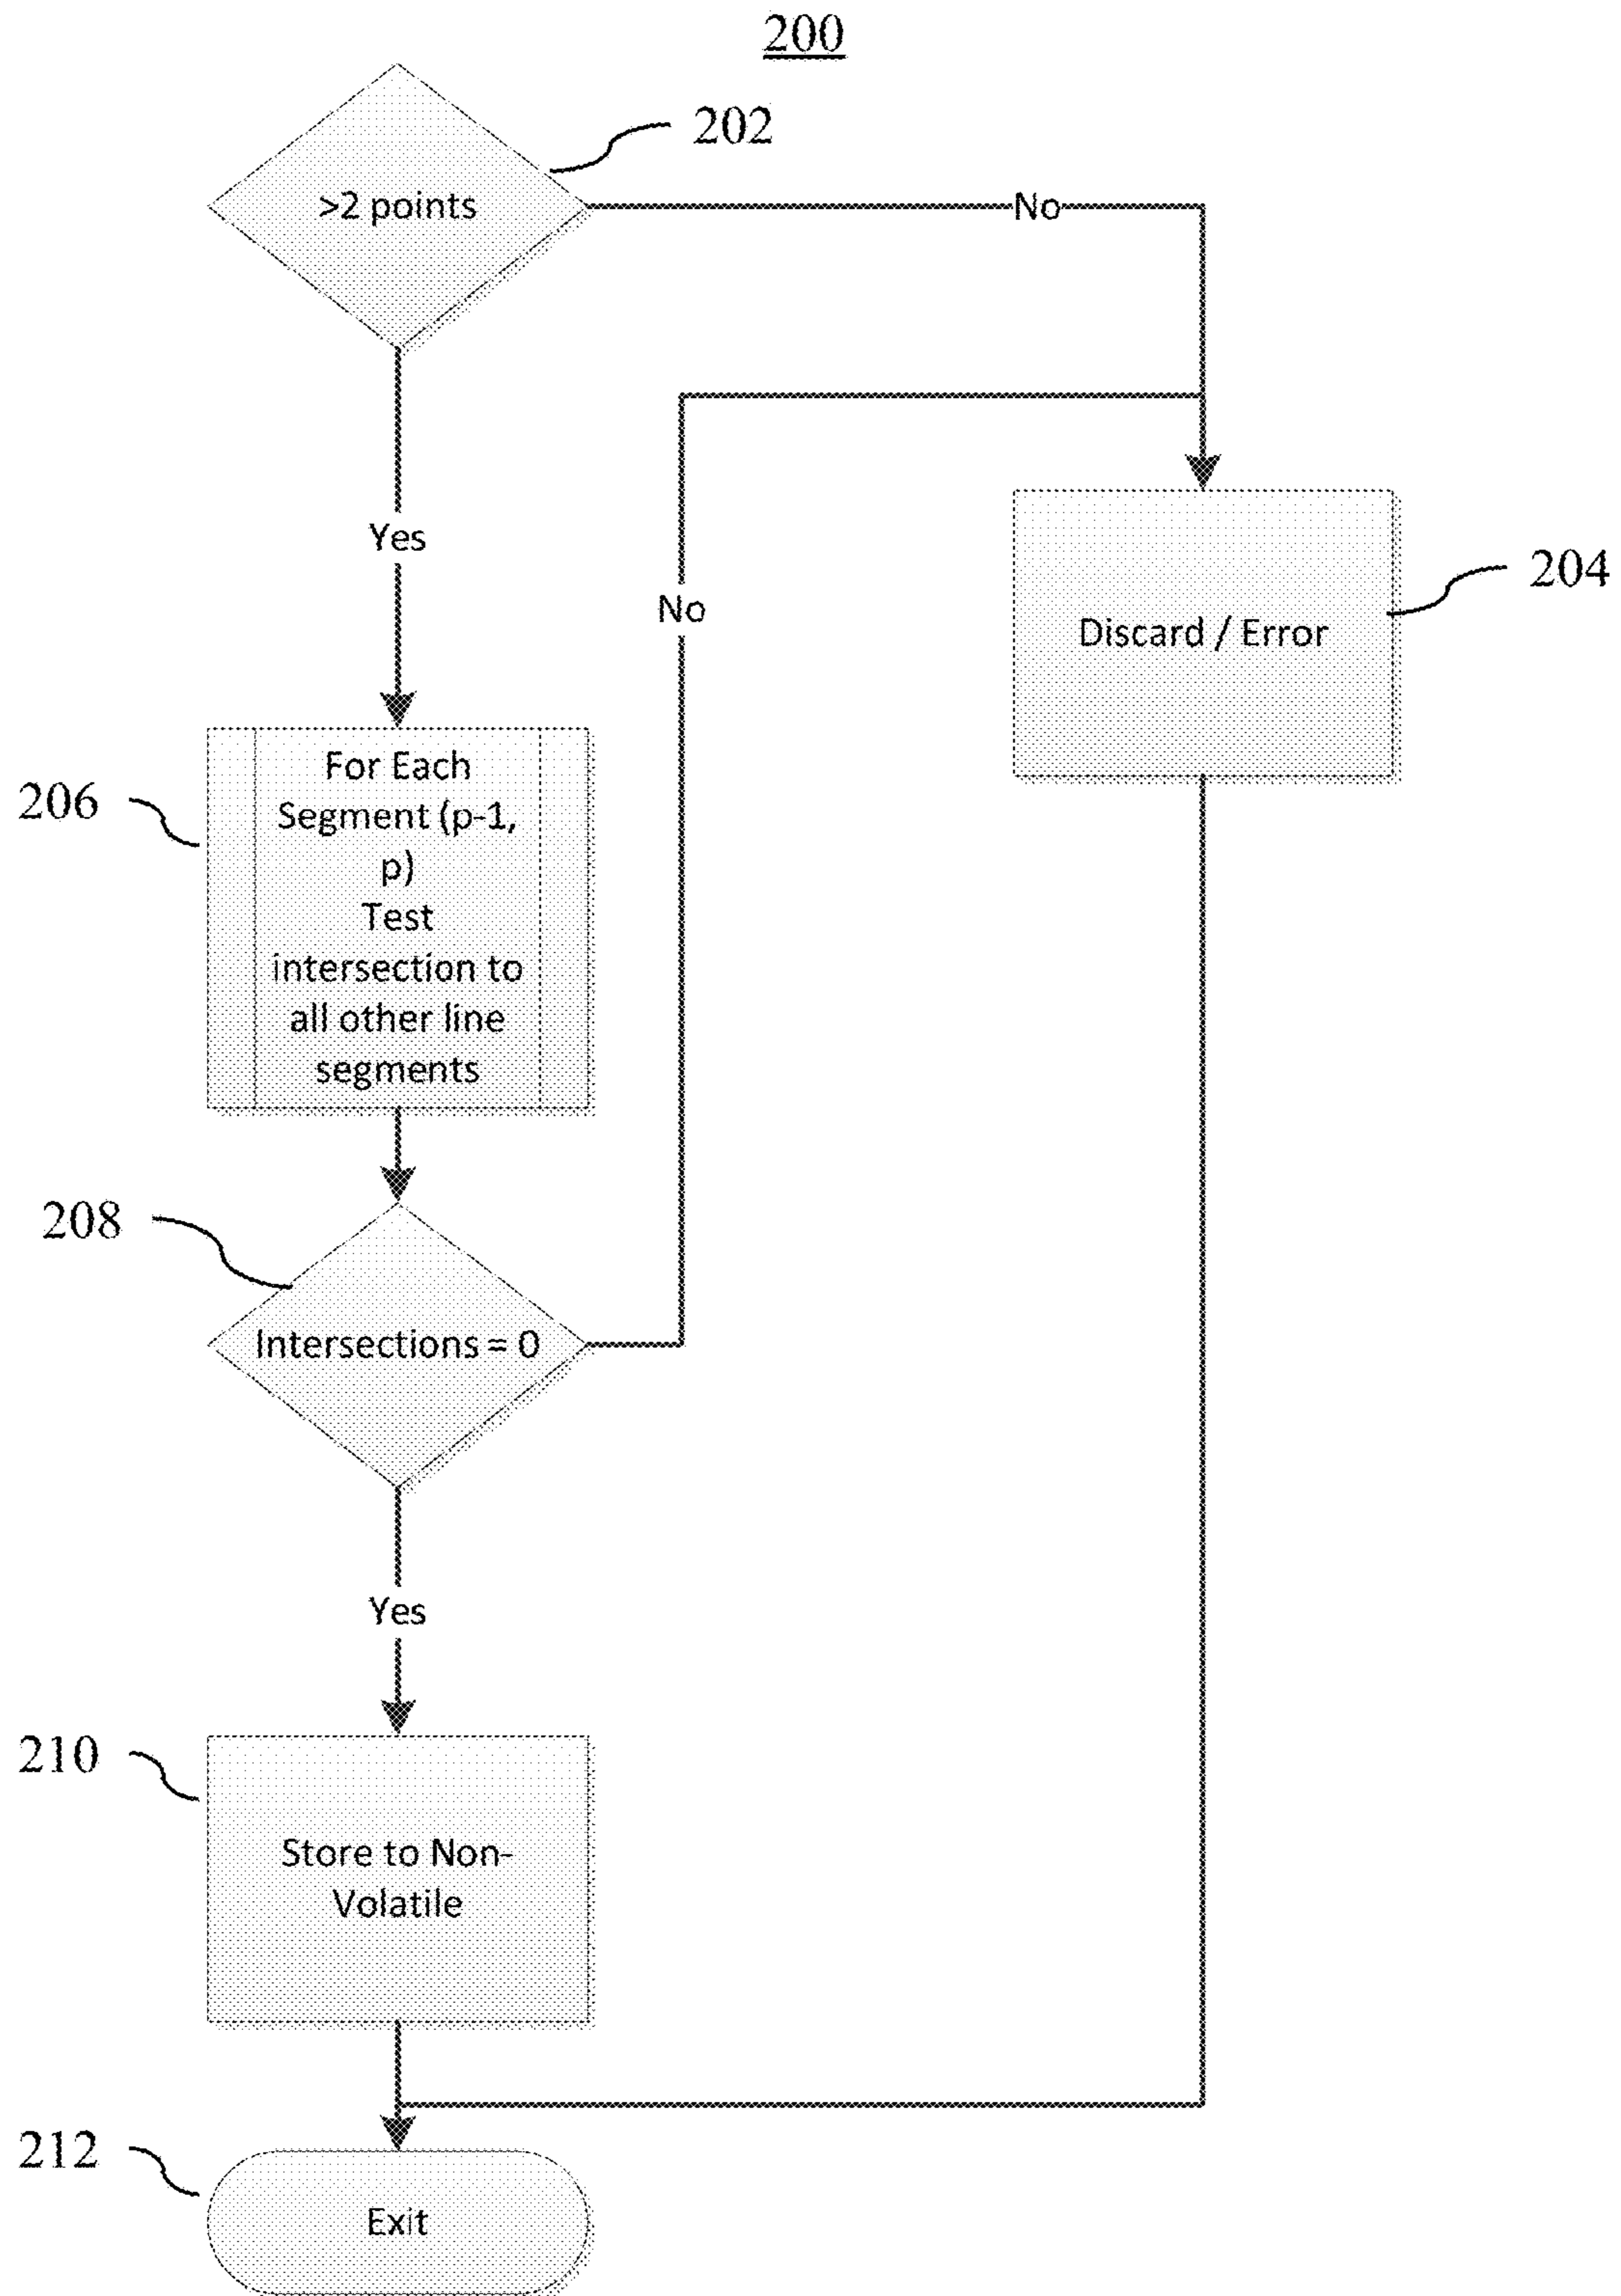 200
202
>2 points
No
Yes
204
Discard / Error
No
206
For Each
Segment (p-1,
p)
Test
intersection to
all other line
segments
208
Intersections = 0
Yes
210
Store to Non-
Volatile
212
Exit